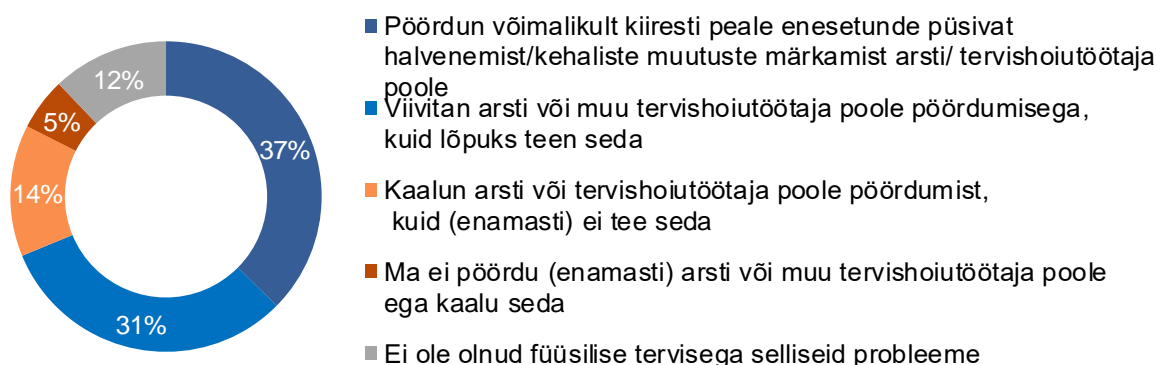 12%
5%
37%
14%
31%
Pöördun võimalikult kiiresti peale enesetunde püsivat
halvenemist/kehaliste muutuste märkamist arsti/ tervishoiutöötaja
poole
Viivitan arsti või muu tervishoiutöötaja poole pöördumisega,
kuid lõpuks teen seda
Kaalun arsti või tervishoiutöötaja poole pöördumist,
kuid (enamasti) ei tee seda
Ma ei pöördu (enamasti) arsti või muu tervishoiutöötaja poole
ega kaalu seda
Ei ole olnud füüsilise tervisega selliseid probleeme